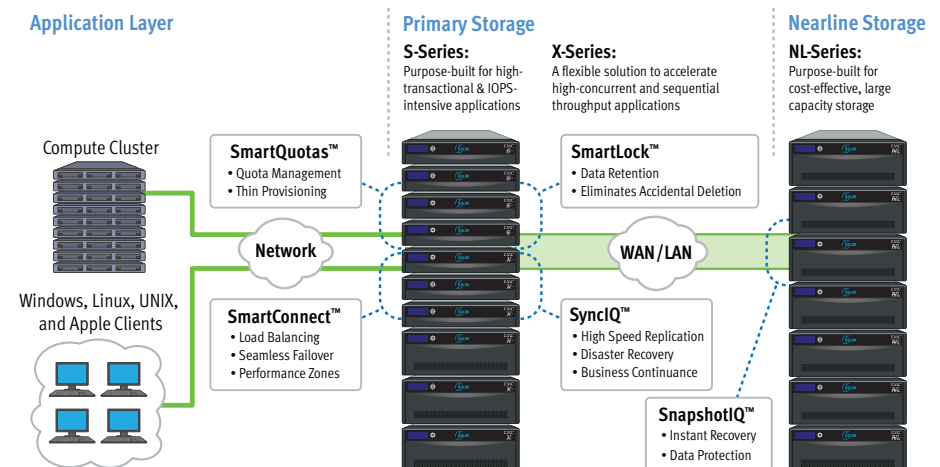 Application Layer
Primary Storage
Nearline Storage
S-Series:
Purpose-built for high-
transactional & IOPS-
intensive applications
X-Series:
A flexible solution to accelerate
high-concurrent and sequential
throughput applications
NL-Series:
Purpose-built for
cost-effective, large
capacity storage
Compute Cluster
SmartQuotas™
• Quota Management
• Thin Provisioning
SmartLock™
• Data Retention
• Eliminates Accidental Deletion
Network
WAN/LAN
Windows, Linux, UNIX,
and Apple Clients
SmartConnect™
• Load Balancing
• Seamless Failover
• Performance Zones
SyncIQ™
• High Speed Replication
• Disaster Recovery
• Business Continuance
SnapshotIQ™
• Instant Recovery
• Data Protection